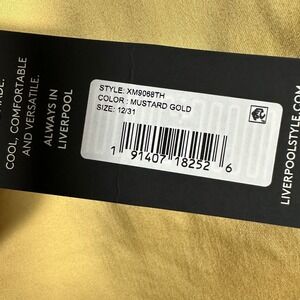 MADE.
COOL, COMFORTABLE
AND VERSATILE.
ALWAYS IN
LIVERPOOL
STYLE: XM9068TH
COLOR : MUSTARD GOLD
SIZE: 12/31
1 91407 18252 6
LIVERPOOLSTYLE.COM